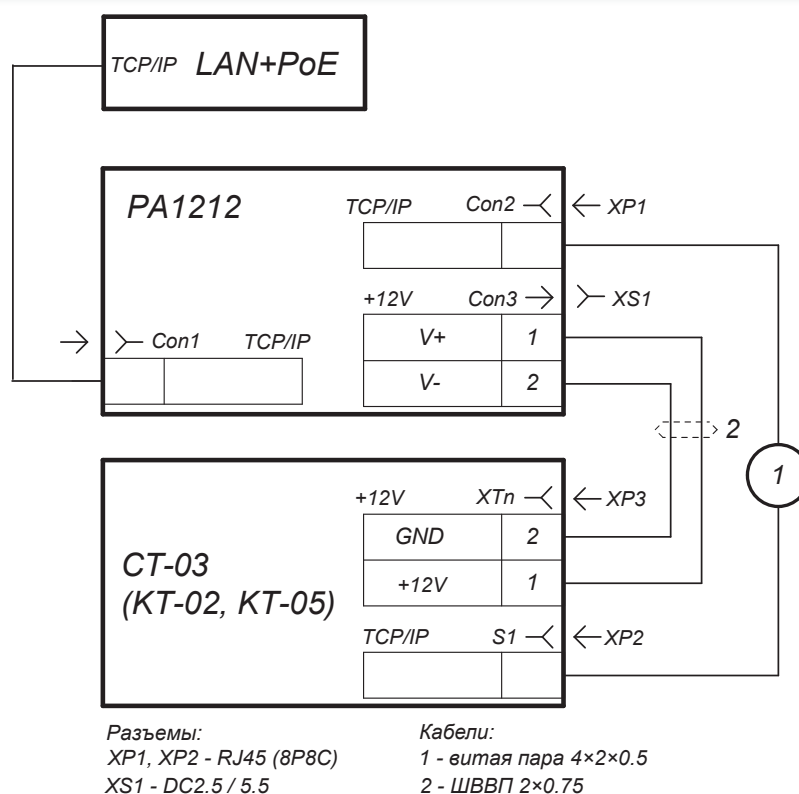 TCP/IP LAN+PoE
PA1212
TCP/IP Con2 XP1
+12V Con3 XS1
V+ 1
V- 2
Con1 TCP/IP
2
1
+12V XTn XP3
GND 2
+12V 1
CT-03
(KT-02, KT-05)
TCP/IP S1 XP2
Разъемы:
XP1, XP2 - RJ45 (8P8C)
XS1 - DC2.5 / 5.5
Кабели:
1 - витая пара 4×2×0.5
2 - ШВВП 2×0.75